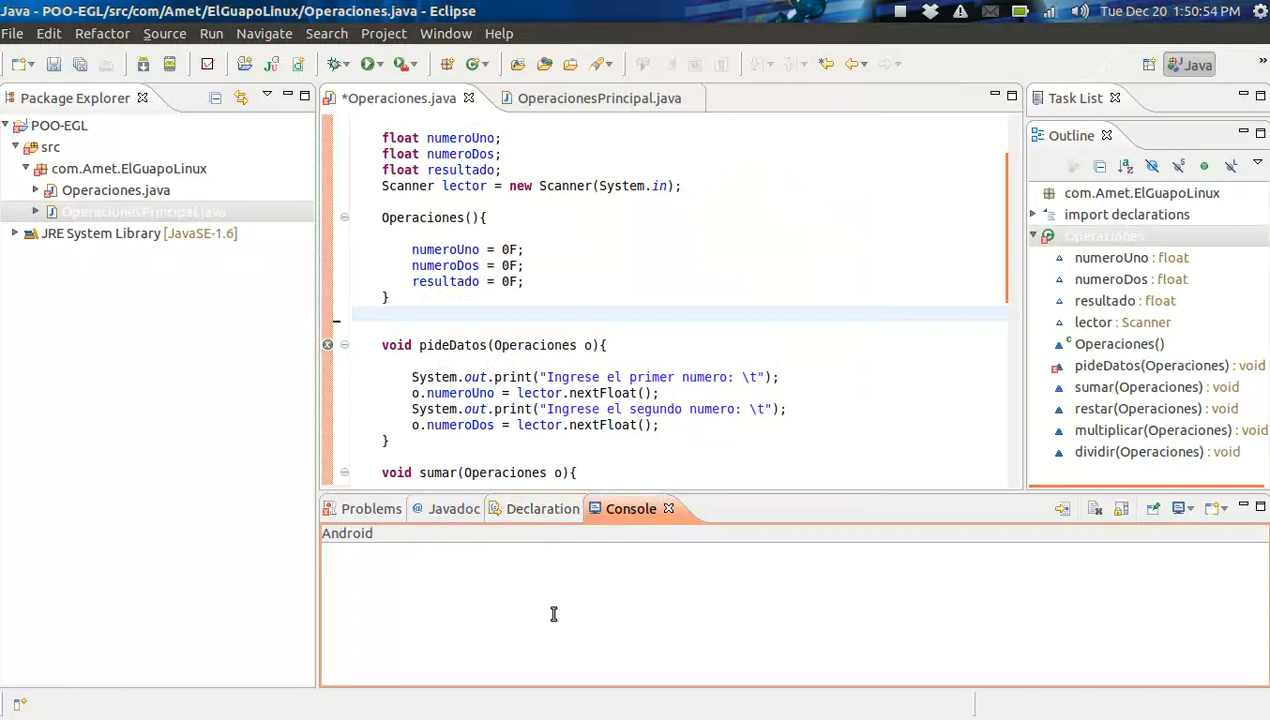 Java - POO-EGL/src/com/Amet/ElGuapoLinux/Operaciones.java - Eclipse
Tue Dec 20 1:50:54 PM
File Edit Refactor Source Run Navigate Search Project Window Help
Java
Package Explorer
POO-EGL
src
com.Amet.ElGuapoLinux
Operaciones.java
OperacionesPrincipal.java
JRE System Library [JavaSE-1.6]
*Operaciones.java
OperacionesPrincipal.java
float numeroUno;
float numeroDos;
float resultado;
Scanner lector = new Scanner(System.in);
Operaciones(){
numeroUno = 0F;
numeroDos = 0F;
resultado = 0F;
}
void pideDatos(Operaciones o){
System.out.print("Ingrese el primer numero: \t");
o.numeroUno = lector.nextFloat();
System.out.print("Ingrese el segundo numero: \t");
o.numeroDos = lector.nextFloat();
}
void sumar(Operaciones o){
Task List
Outline
com.Amet.ElGuapoLinux
import declarations
Operaciones
numeroUno : float
numeroDos : float
resultado : float
lector : Scanner
Operaciones()
pideDatos(Operaciones) : void
sumar(Operaciones) : void
restar(Operaciones) : void
multiplicar(Operaciones) : void
dividir(Operaciones) : void
Problems
@ Javadoc
Declaration
Console
Android